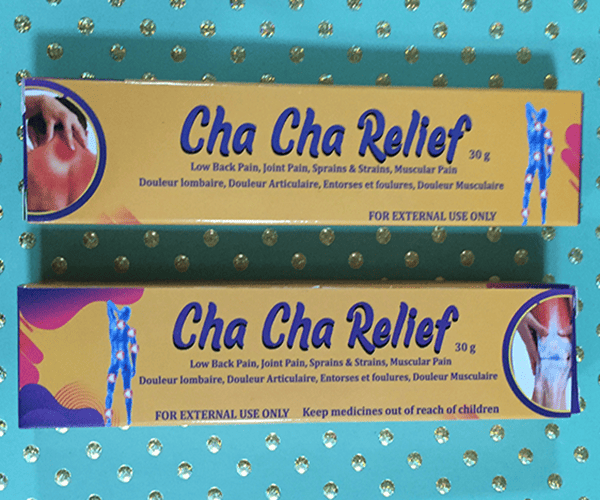 Cha Cha Relief 30 g
Low Back Pain, Joint Pain, Sprains & Strains, Muscular Pain
Douleur lombaire, Douleur Articulaire, Entorses et foulures, Douleur Musculaire
FOR EXTERNAL USE ONLY
Cha Cha Relief 30 g
Low Back Pain, Joint Pain, Sprains & Strains, Muscular Pain
Douleur lombaire, Douleur Articulaire, Entorses et foulures, Douleur Musculaire
FOR EXTERNAL USE ONLY Keep medicines out of reach of children